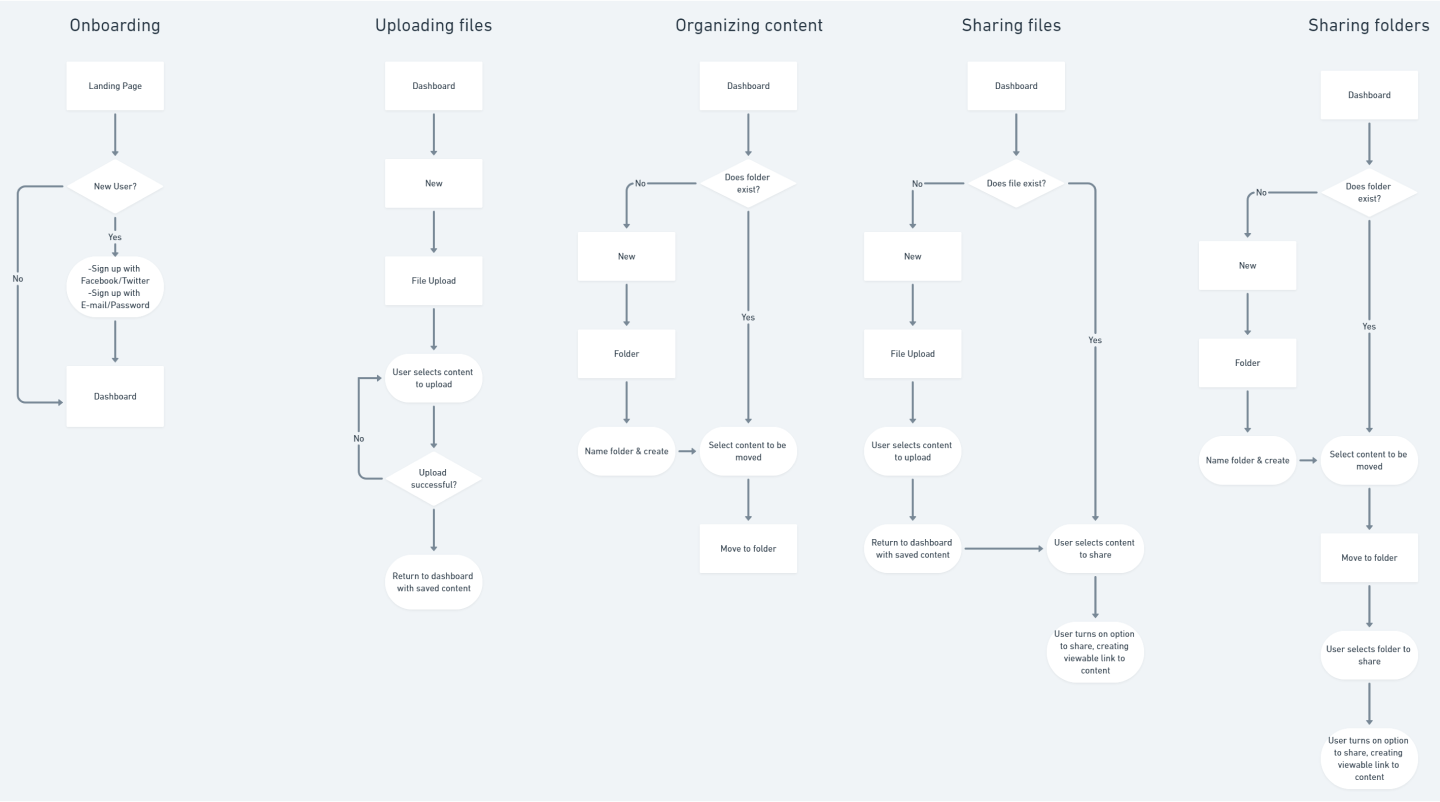 Onboarding
Landing Page
New User?
Yes
No
-Sign up with
Facebook/Twitter
-Sign up with
E-mail/Password
Dashboard
Uploading files
Dashboard
New
File Upload
User selects content
to upload
No
Upload
successful?
Return to dashboard
with saved content
Organizing content
Dashboard
Does folder
exist?
No
New
Yes
Folder
Name folder & create
Select content to be
moved
Move to folder
Sharing files
Dashboard
Does file exist?
No
New
Yes
File Upload
User selects content
to upload
Return to dashboard
with saved content
User selects content
to share
User turns on option
to share, creating
viewable link to
content
Sharing folders
Dashboard
Does folder
exist?
No
New
Yes
Folder
Name folder & create
Select content to be
moved
Move to folder
User selects folder to
share
User turns on option
to share, creating
viewable link to
content